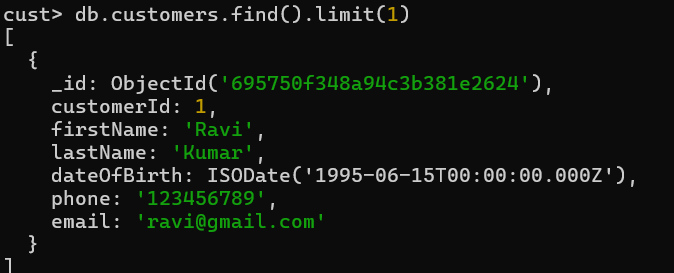 cust> db.customers.find().limit(1)
[
  {
    _id: ObjectId('695750f348a94c3b381e2624'),
    customerId: 1,
    firstName: 'Ravi',
    lastName: 'Kumar',
    dateOfBirth: ISODate('1995-06-15T00:00:00.000Z'),
    phone: '123456789',
    email: 'ravi@gmail.com'
  }
]